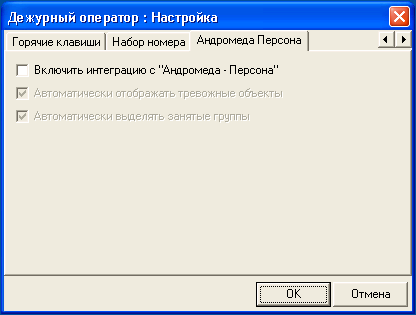 Дежурный оператор : Настройка
Горячие клавиши Набор номера Андромеда Персона
Включить интеграцию с "Андромеда - Персона"
Автоматически отображать тревожные объекты
Автоматически выделять занятые группы
OK Отмена